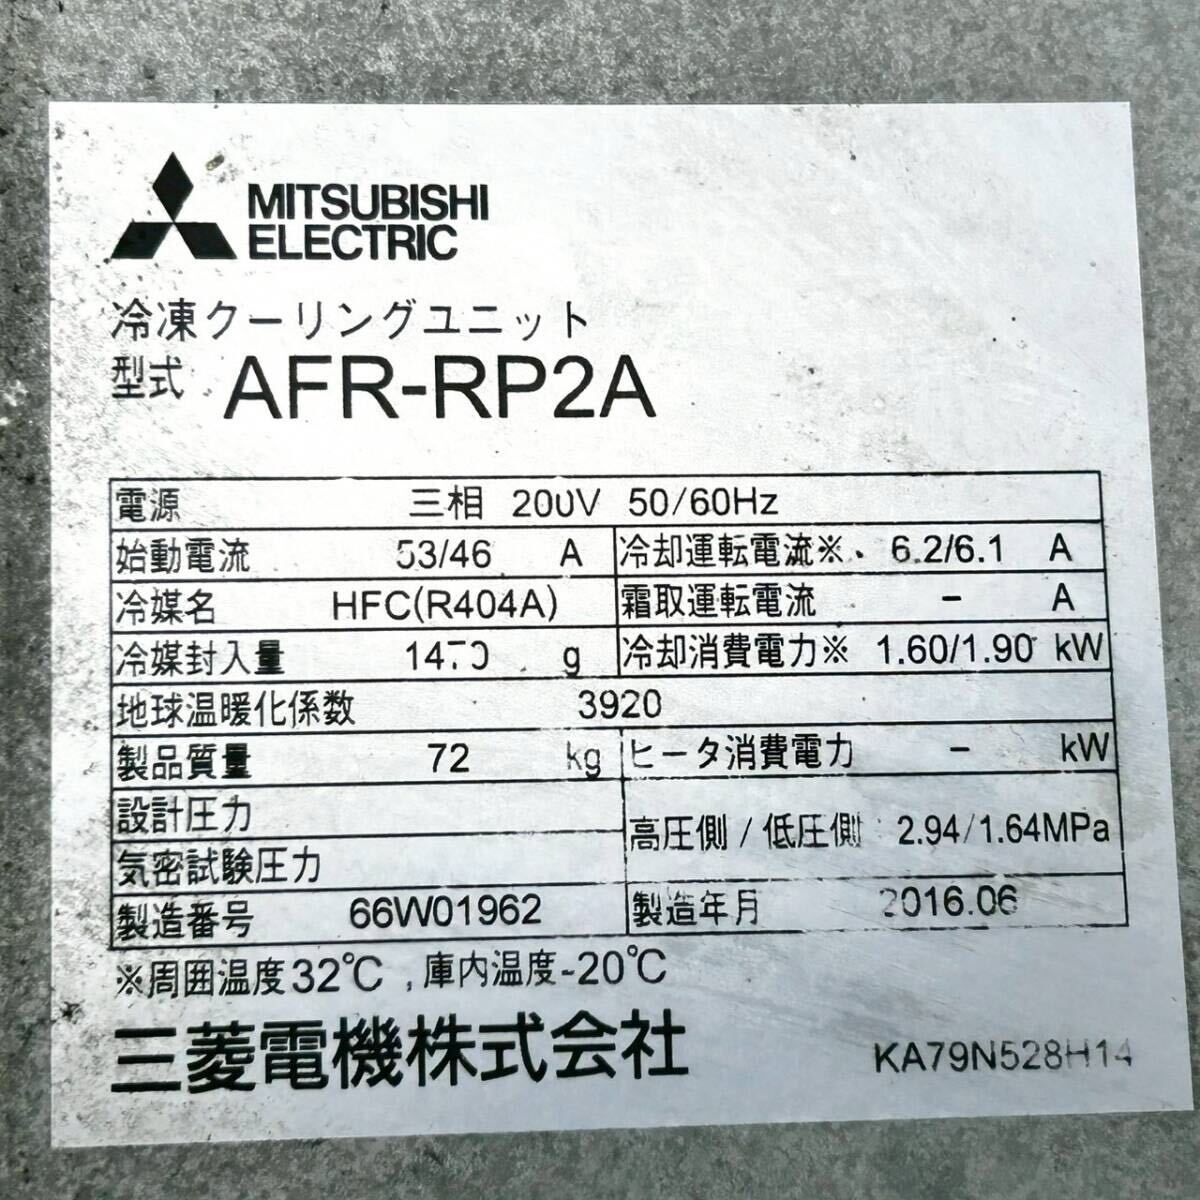 MITSUBISHI
ELECTRIC
冷凍クーリングユニット
型式 AFR-RP2A
電源 三相 200V 50/60Hz
始動電流 53/46 A 冷却運転電流※ 6.2/6.1 A
冷媒名 HFC(R404A) 霜取運転電流 - A
冷媒封入量 g 冷却消費電力※ 1.60/1.90 kW
地球温暖化係数 3920
製品質量 72 kg ヒータ消費電力 - kW
設計圧力
高圧側 / 低圧側 2.94/1.64MPa
気密試験圧力
製造番号 66W01962 製造年月 2016.06
※周囲温度32℃ ,庫内温度-20℃
三菱電機株式会社
KA79N528H14